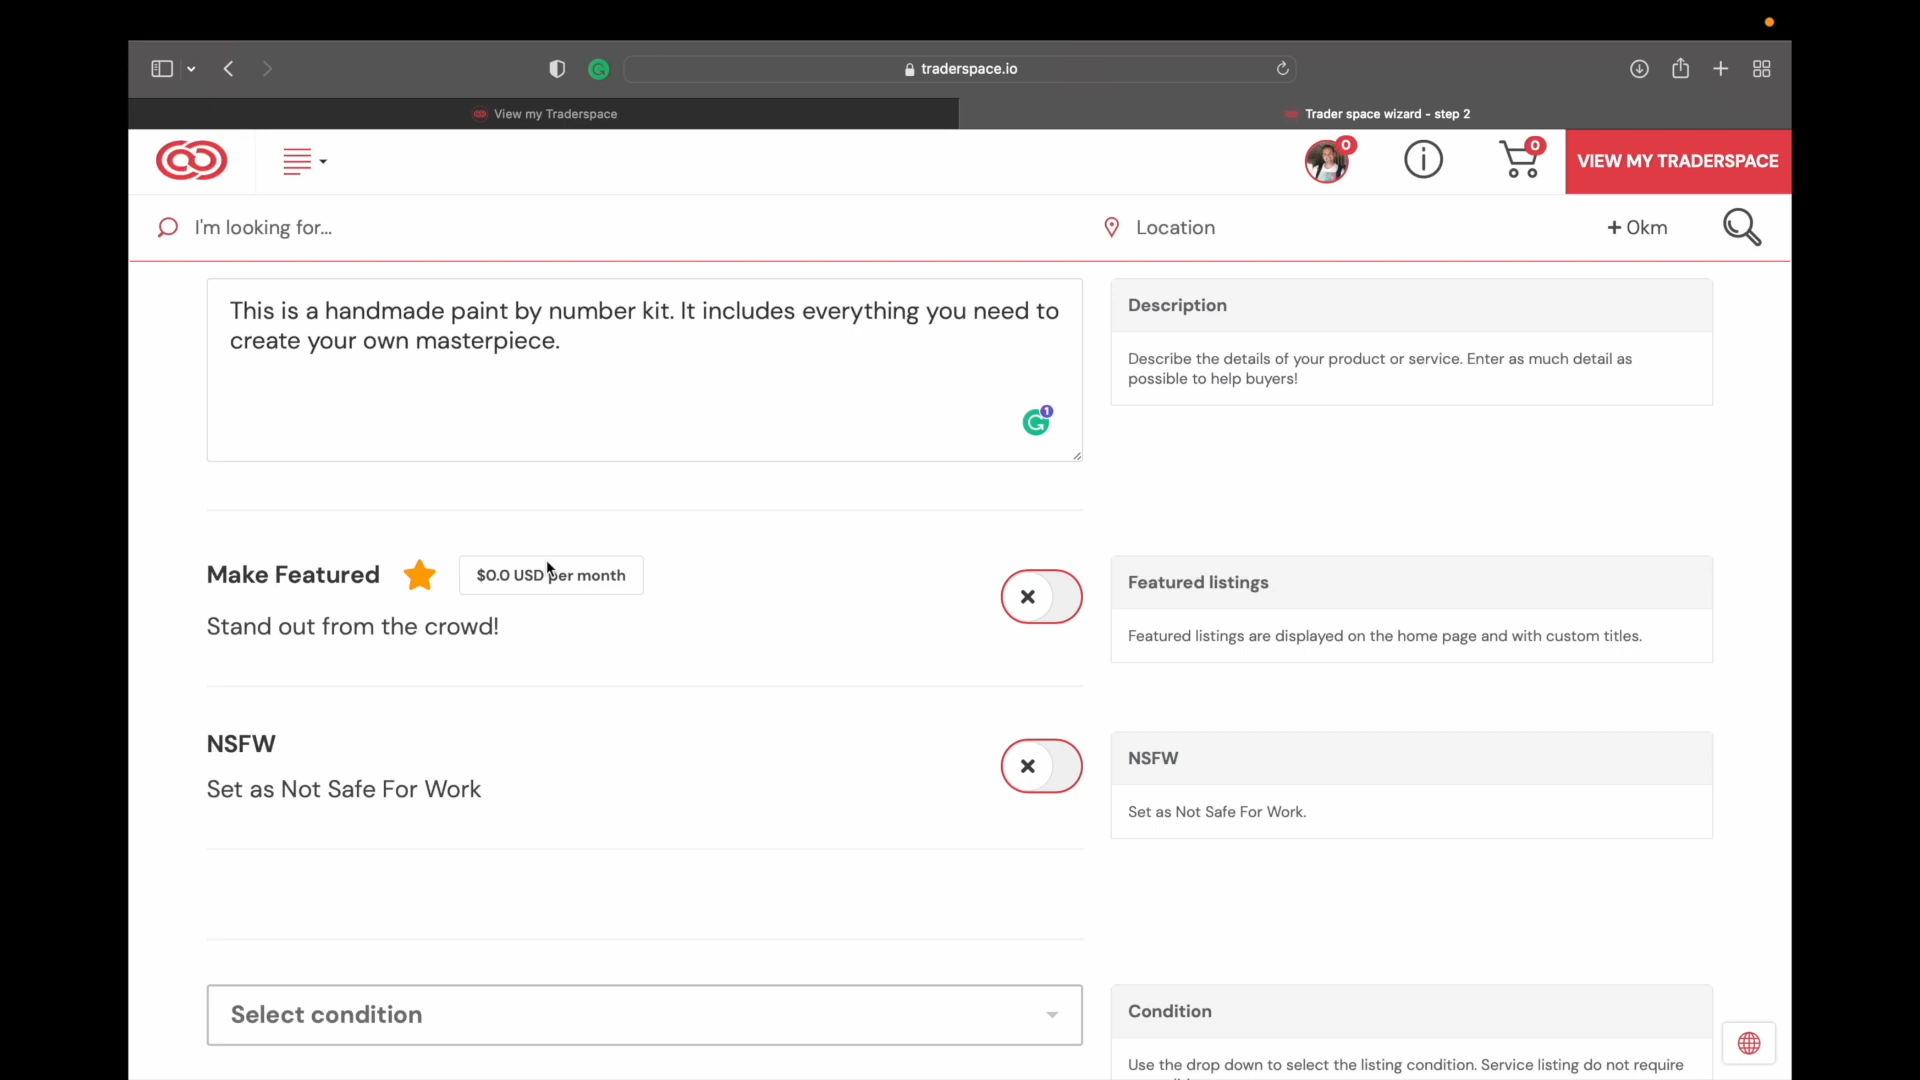 traderspace.io
View my Traderspace
Trader space wizard - step 2
0
0
VIEW MY TRADERSPACE
I'm looking for...
Location
+ 0km
This is a handmade paint by number kit. It includes everything you need to
create your own masterpiece.
1
Description
Describe the details of your product or service. Enter as much detail as
possible to help buyers!
Make Featured
$0.0 USD per month
Stand out from the crowd!
Featured listings
Featured listings are displayed on the home page and with custom titles.
NSFW
Set as Not Safe For Work
NSFW
Set as Not Safe For Work.
Select condition
Condition
Use the drop down to select the listing condition. Service listing do not require